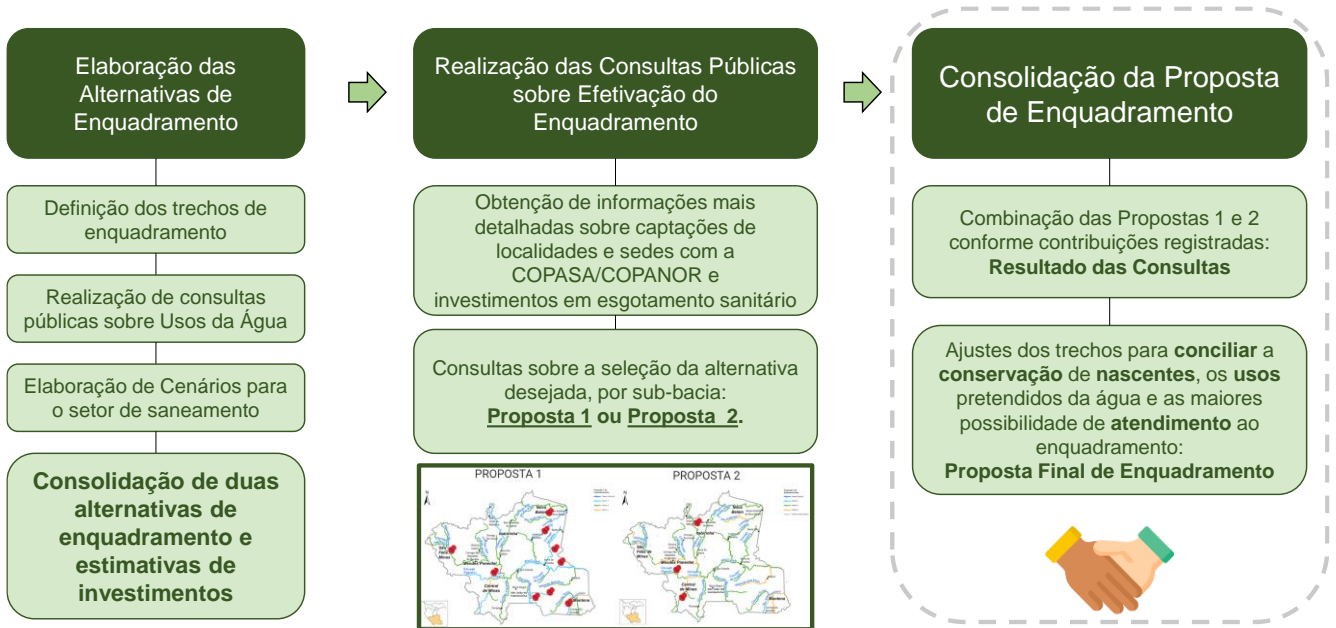 Elaboração das
Alternativas de
Enquadramento
Definição dos trechos de
enquadramento
Realização de consultas
públicas sobre Usos da Água
Elaboração de Cenários para
o setor de saneamento
Consolidação de duas
alternativas de
enquadramento e
estimativas de
investimentos
Realização das Consultas Públicas
sobre Efetivação do
Enquadramento
Obtenção de informações mais
detalhadas sobre captações de
localidades e sedes com a
COPASA/COPANOR e
investimentos em esgotamento sanitário
Consultas sobre a seleção da alternativa
desejada, por sub-bacia:
Proposta 1 ou Proposta 2.
PROPOSTA 1
PROPOSTA 2
Consolidação da Proposta
de Enquadramento
Combinação das Propostas 1 e 2
conforme contribuições registradas:
Resultado das Consultas
Ajustes dos trechos para conciliar a
conservação de nascentes, os usos
pretendidos da água e as maiores
possibilidade de atendimento ao
enquadramento:
Proposta Final de Enquadramento